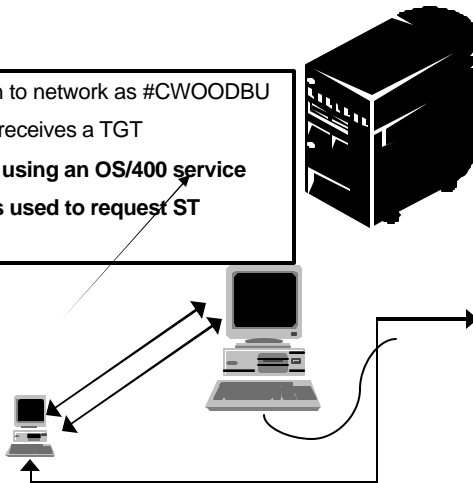 n to network as #CWOODBU
receives a TGT
using an OS/400 service
s used to request ST